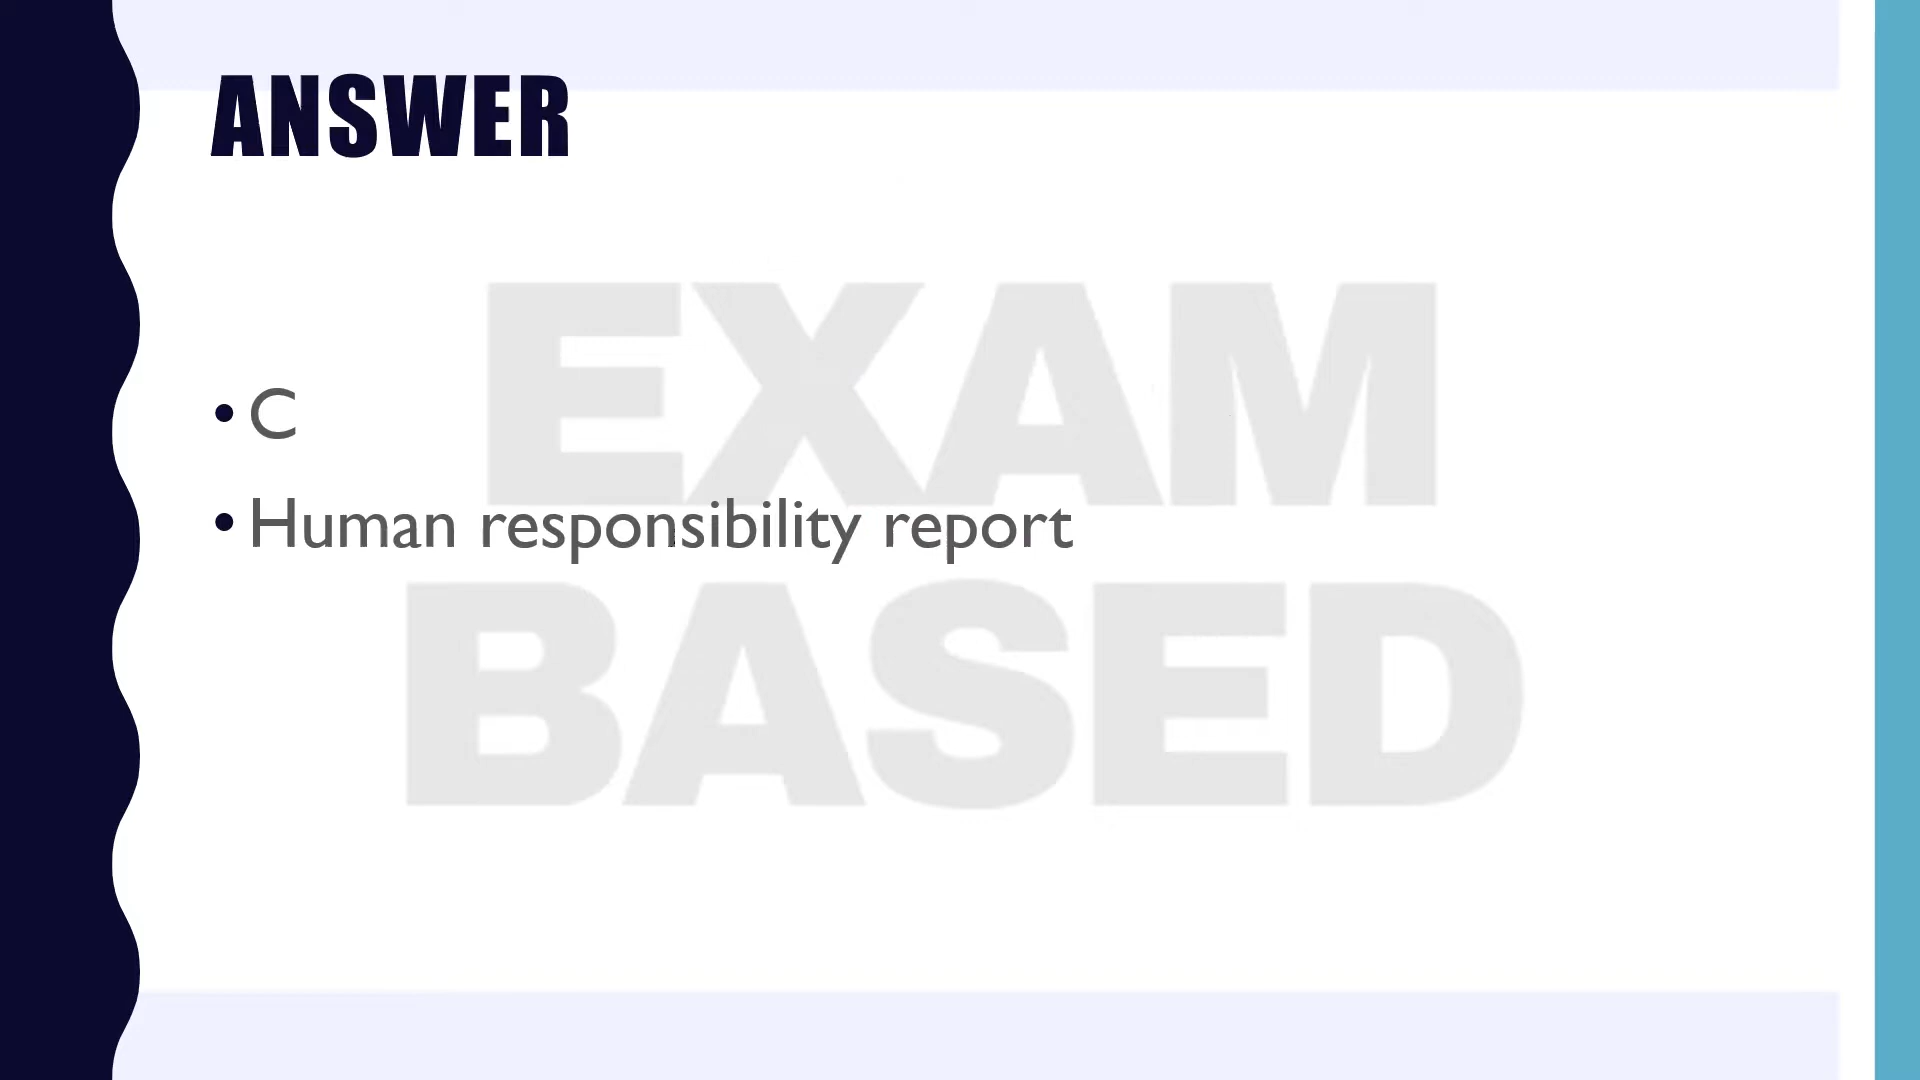 ANSWER
• C
• Human responsibility report
EXAM
BASED